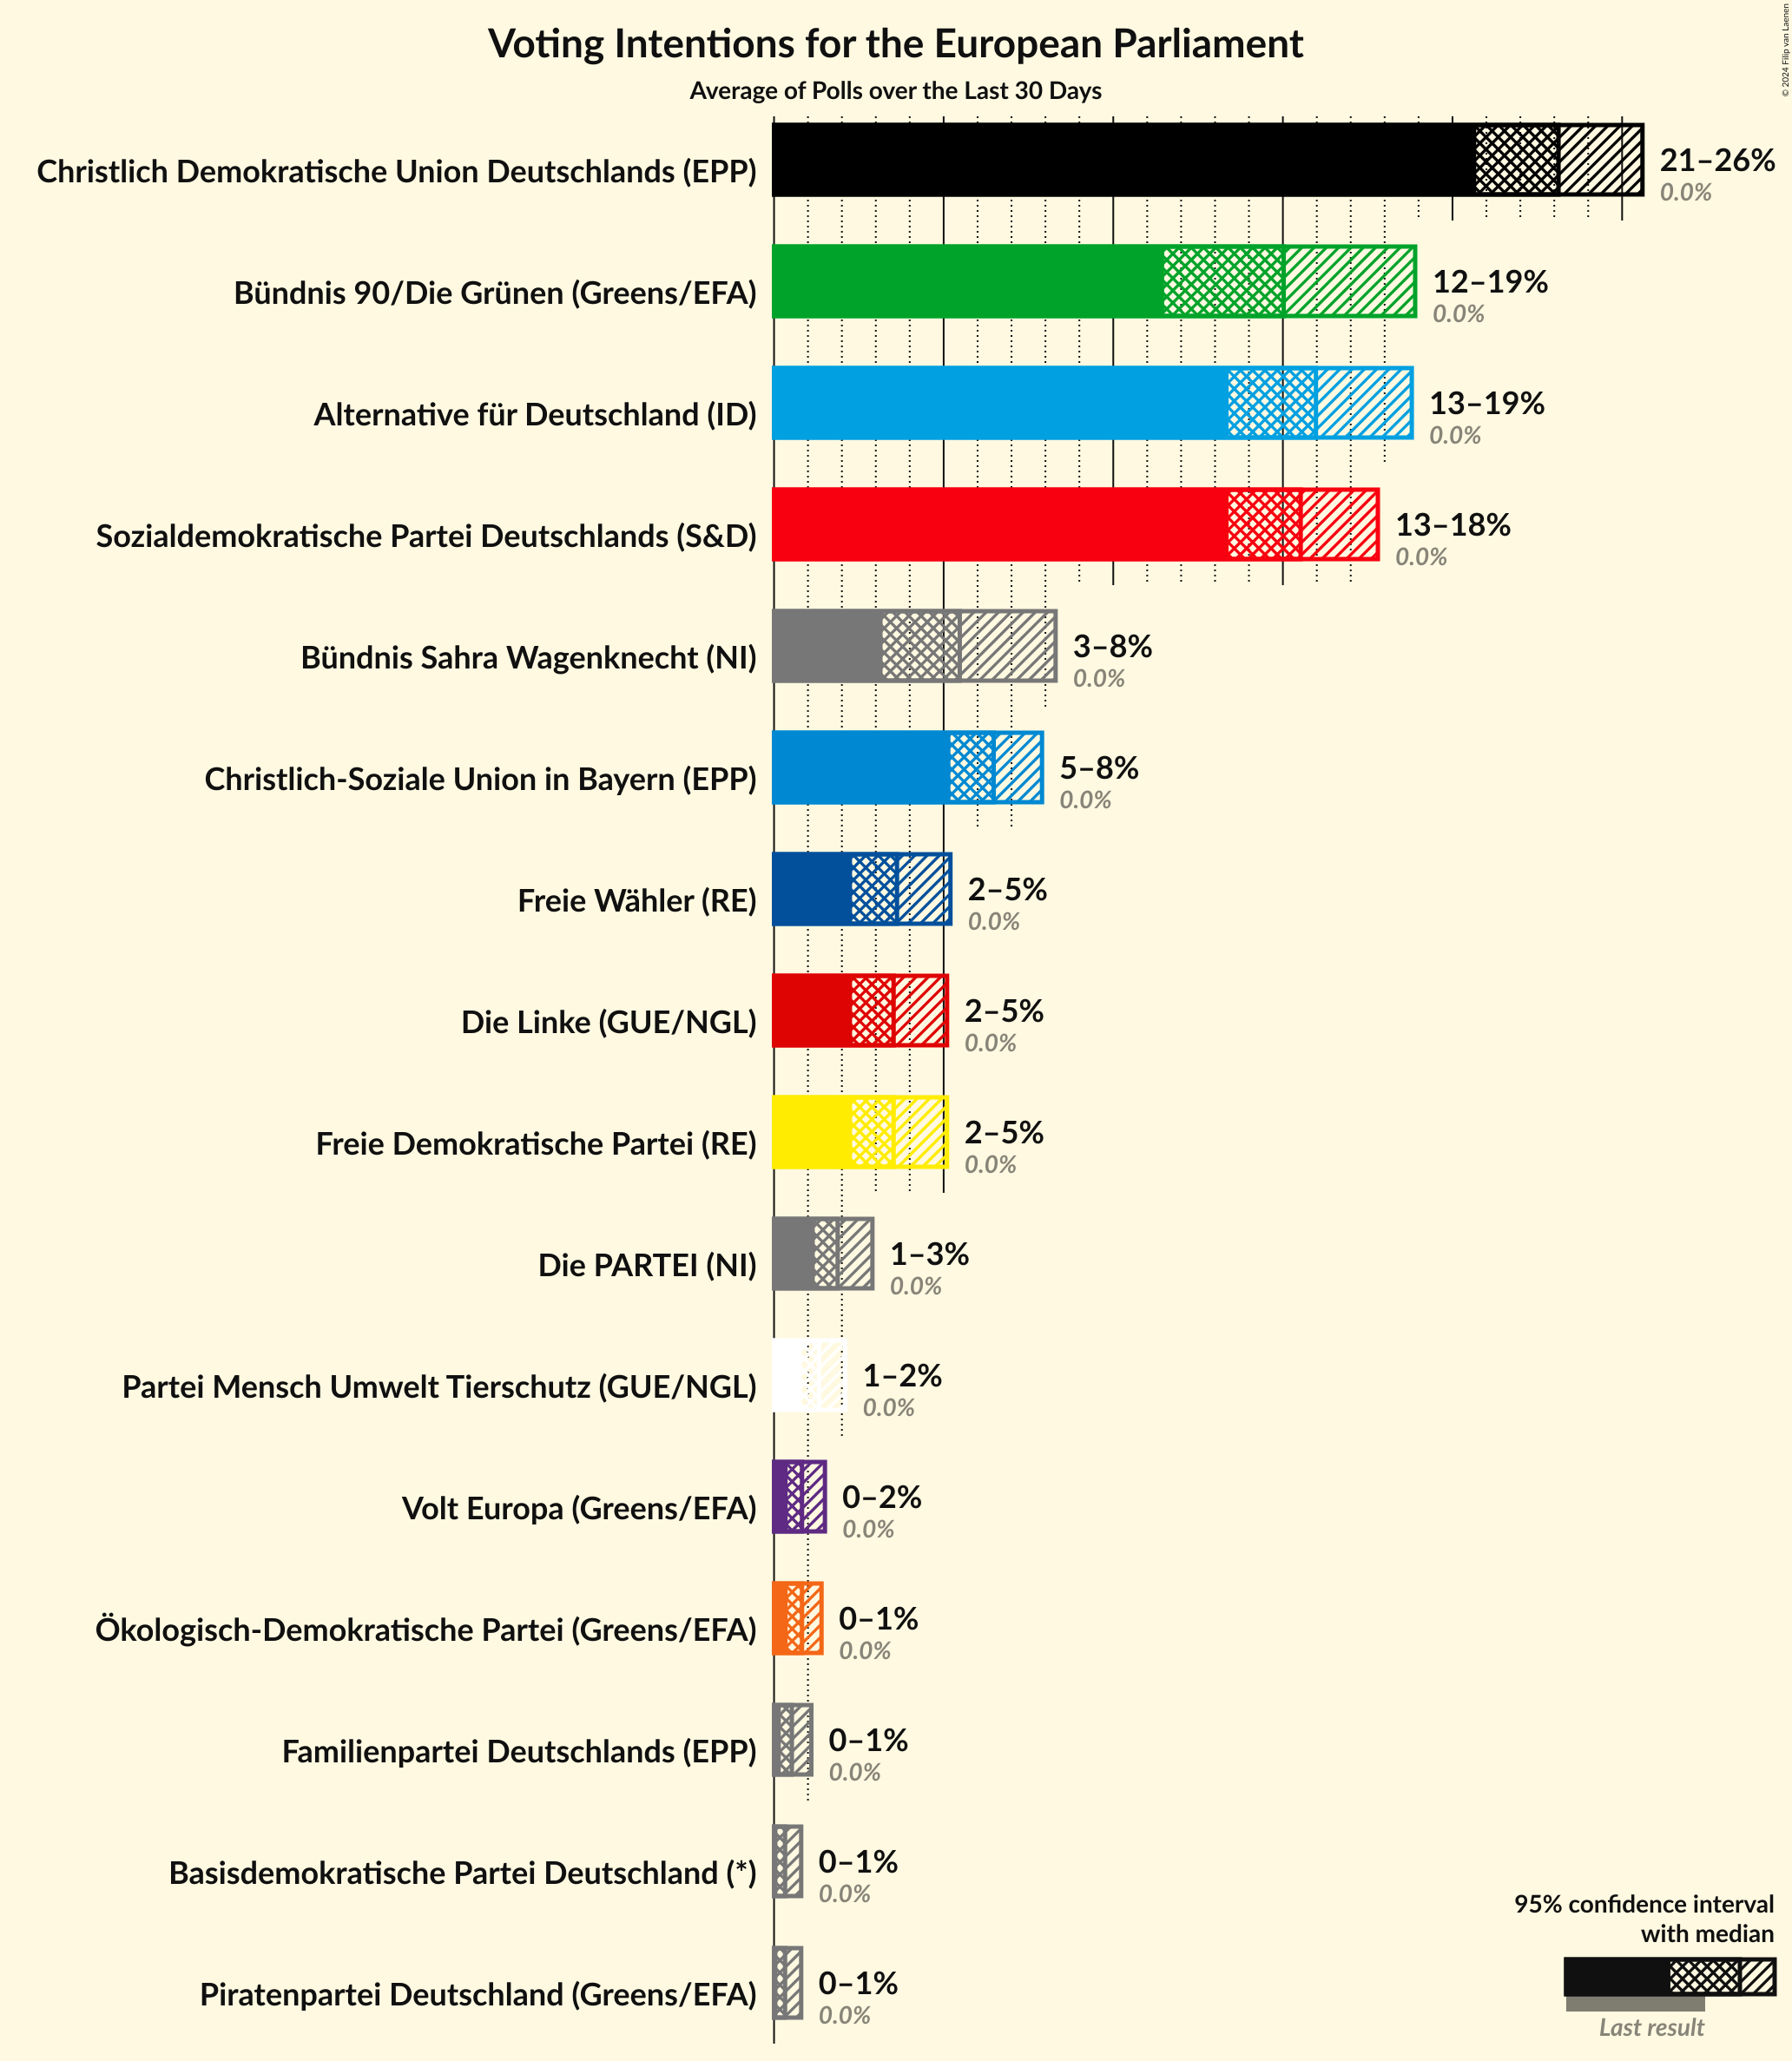 © 2024 Filip van Laenen
Voting Intentions for the European Parliament
Average of Polls over the Last 30 Days
Christlich Demokratische Union Deutschlands (EPP)
21–26%
0.0%
Bündnis 90/Die Grünen (Greens/EFA)
12–19%
0.0%
Alternative für Deutschland (ID)
13–19%
0.0%
Sozialdemokratische Partei Deutschlands (S&D)
13–18%
0.0%
Bündnis Sahra Wagenknecht (NI)
3–8%
0.0%
Christlich-Soziale Union in Bayern (EPP)
5–8%
0.0%
Freie Wähler (RE)
2–5%
0.0%
Die Linke (GUE/NGL)
2–5%
0.0%
Freie Demokratische Partei (RE)
2–5%
0.0%
Die PARTEI (NI)
1–3%
0.0%
Partei Mensch Umwelt Tierschutz (GUE/NGL)
1–2%
0.0%
Volt Europa (Greens/EFA)
0–2%
0.0%
Ökologisch-Demokratische Partei (Greens/EFA)
0–1%
0.0%
Familienpartei Deutschlands (EPP)
0–1%
0.0%
Basisdemokratische Partei Deutschland (*)
0–1%
0.0%
Piratenpartei Deutschland (Greens/EFA)
0–1%
0.0%
95% confidence interval
with median
Last result